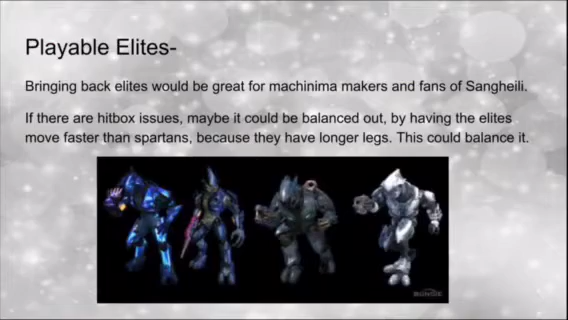 Playable Elites-
Bringing back elites would be great for machinima makers and fans of Sangheili.
If there are hitbox issues, maybe it could be balanced out, by having the elites
move faster than spartans, because they have longer legs. This could balance it.